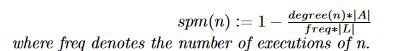 spm(n) := 1 − degree(n)∗|A| / freq∗|L|
where freq denotes the number of executions of n.